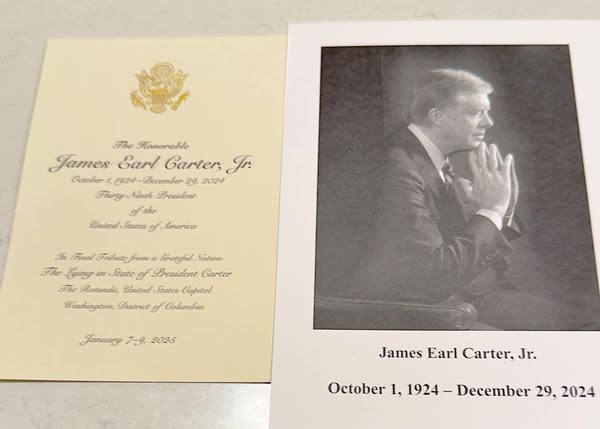 The Honorable
James Earl Carter, Jr.
October 1, 1924–December 29, 2024
Thirty-Ninth President
of the
United States of America
In Final Tribute from a Grateful Nation
The Lying in State of President Carter
The Rotunda, United States Capitol
Washington, District of Columbia
January 7–9, 2025
James Earl Carter, Jr.
October 1, 1924 – December 29, 2024